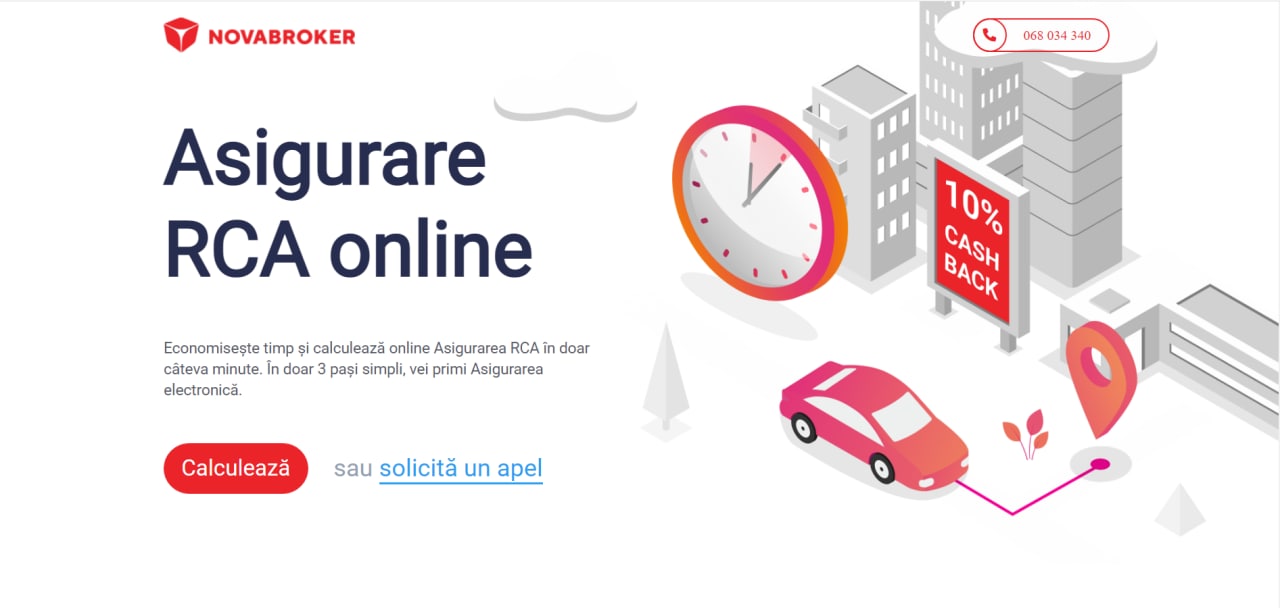 NOVABROKER
068 034 340
Asigurare
RCA online
10%
CASH
BACK
Economisește timp și calculează online Asigurarea RCA în doar
câteva minute. În doar 3 pași simpli, vei primi Asigurarea
electronică.
Calculează sau solicită un apel